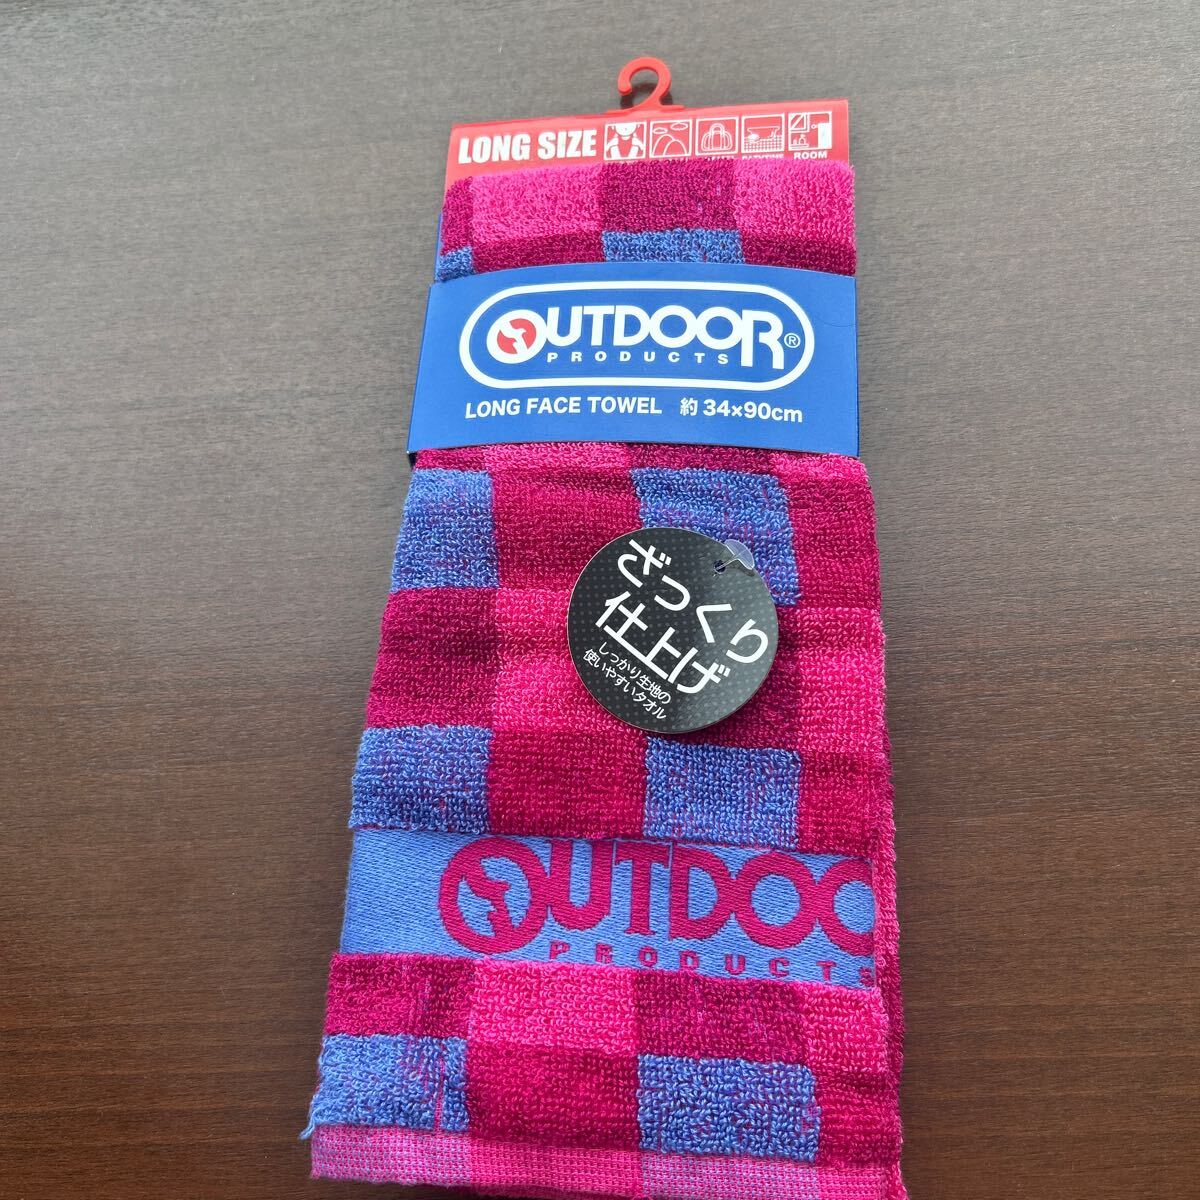 LONG SIZE
ROOM
OUTDOOR®
PRODUCTS
LONG FACE TOWEL 約34×90cm
ざっくり
仕上げ
しっかり生地の
使いやすいタオル
OUTDOO
PRODUCTS